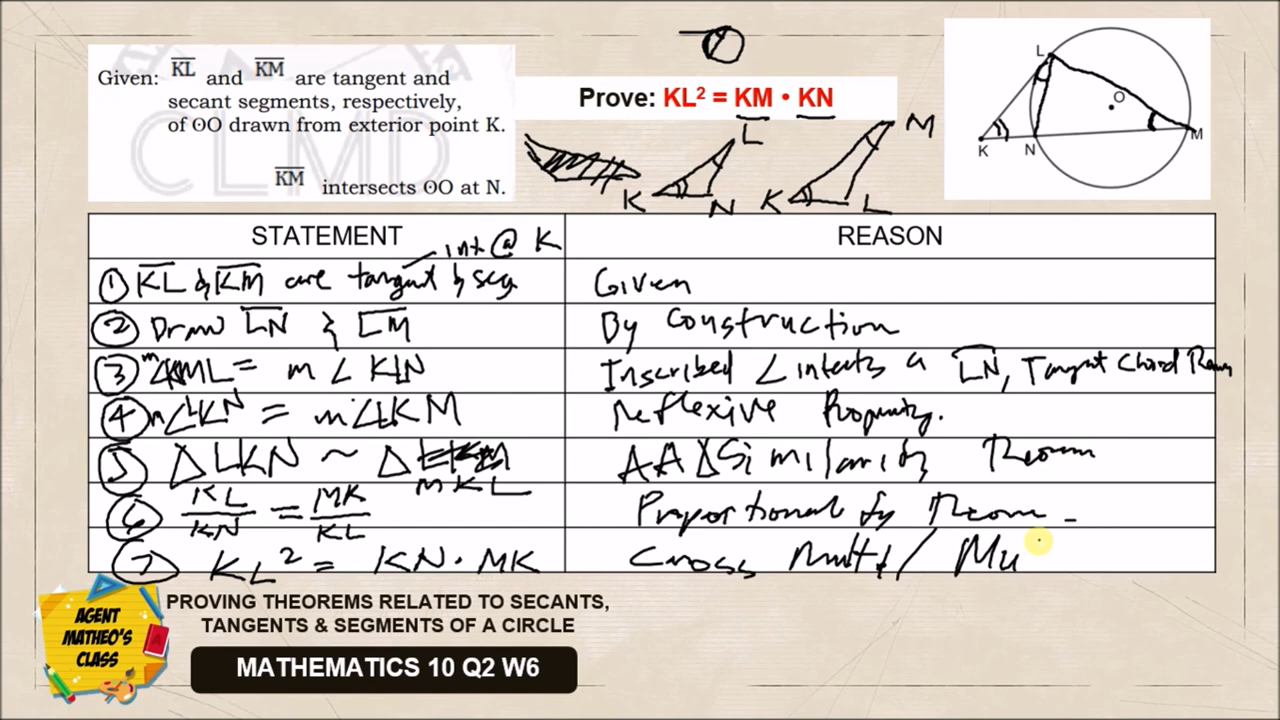 Given: KL and KM are tangent and
secant segments, respectively,
of ʘO drawn from exterior point K.
KM intersects ʘO at N.
CLMD
Prove: KL² = KM • KN
L
M
K
N
K
L
L
O
K
N
M
STATEMENT
REASON
int @ K
① KL & KM are tangent & seg
Given
② Draw LN & LM
By Construction
③ m∠KML = m∠KLN
Inscribed ∠ a LN, Tangent Chord
④ m∠LKN = m∠LKM
Reflexive Property.
⑤ △LKN ~ △
MKL
AA △ Similarity Theorem
⑥ KL/KN = MK/KL
Proportionality Theorem
⑦ KL² = KN · MK
Cross Mult / Mu
AGENT
MATHEO'S
CLASS
PROVING THEOREMS RELATED TO SECANTS,
TANGENTS & SEGMENTS OF A CIRCLE
MATHEMATICS 10 Q2 W6